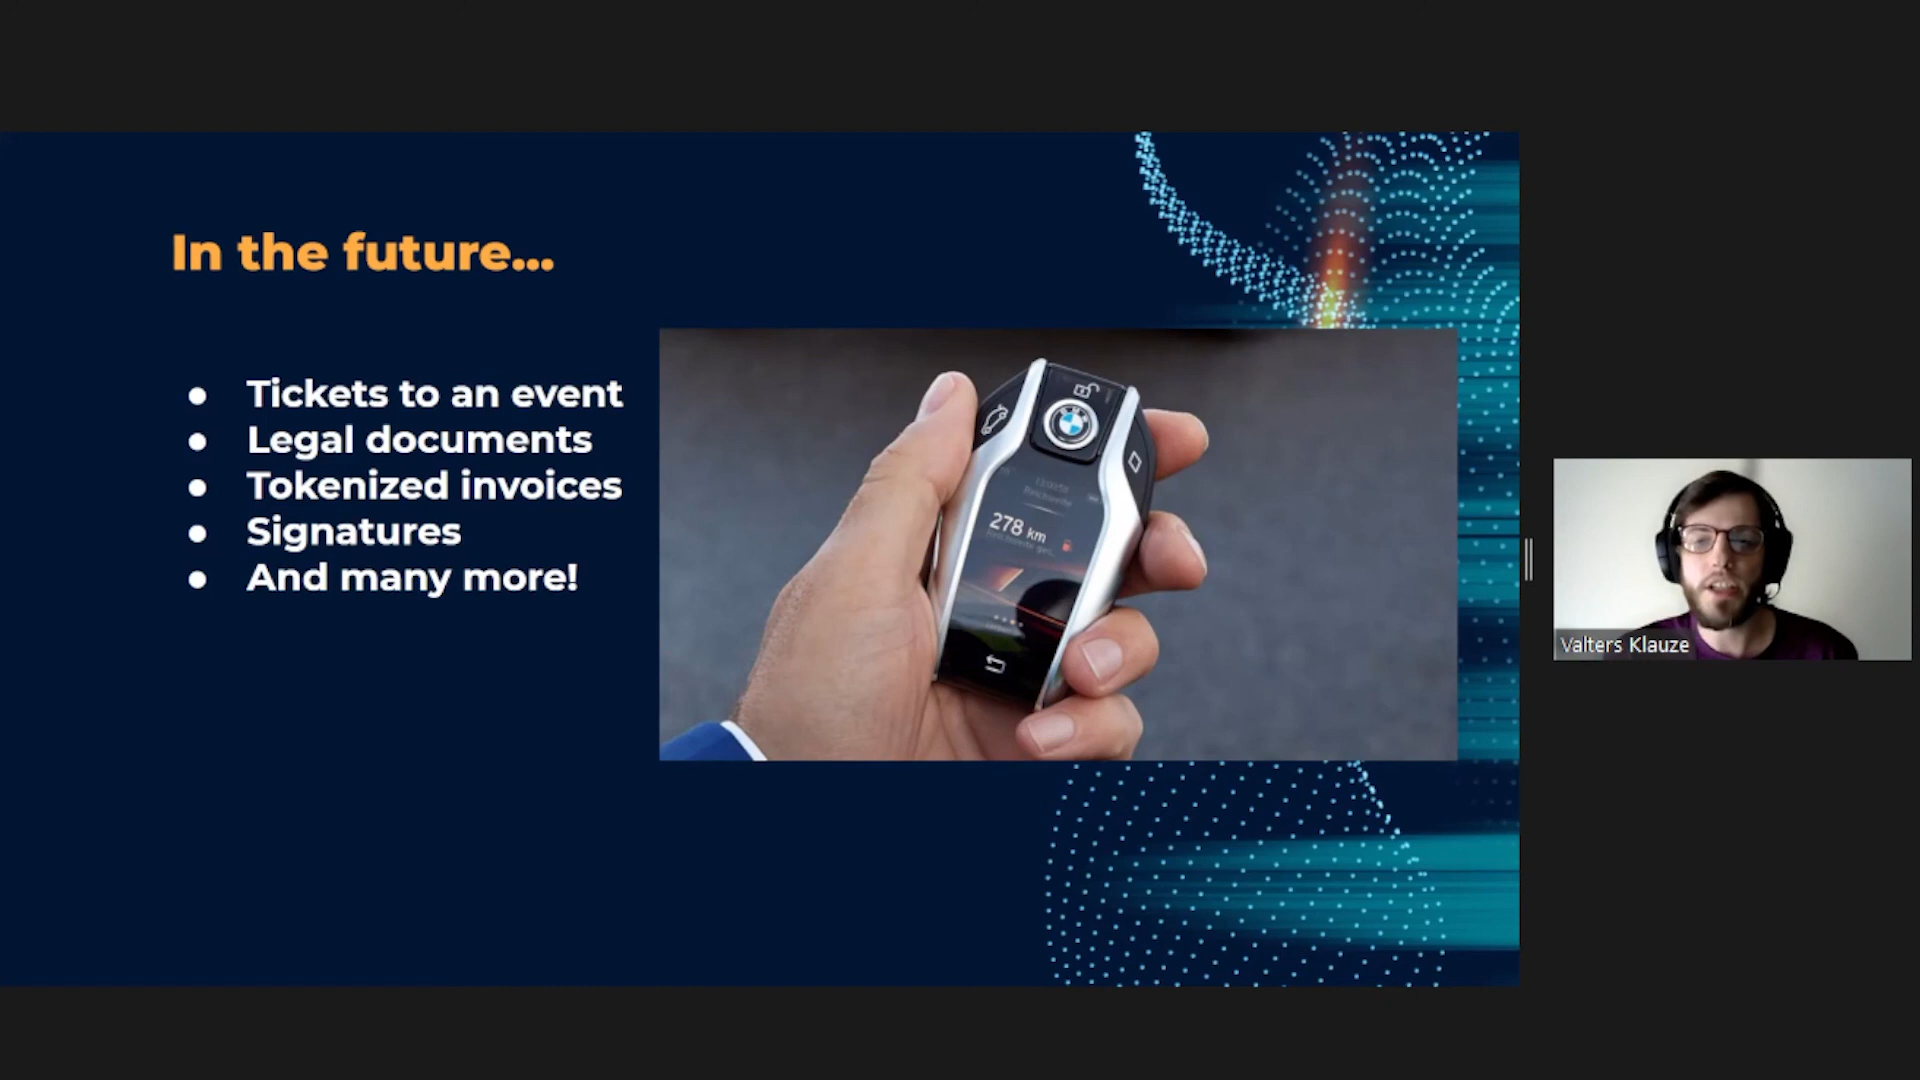 In the future...
● Tickets to an event
● Legal documents
● Tokenized invoices
● Signatures
● And many more!
BMW
278 km
Valters Klauze